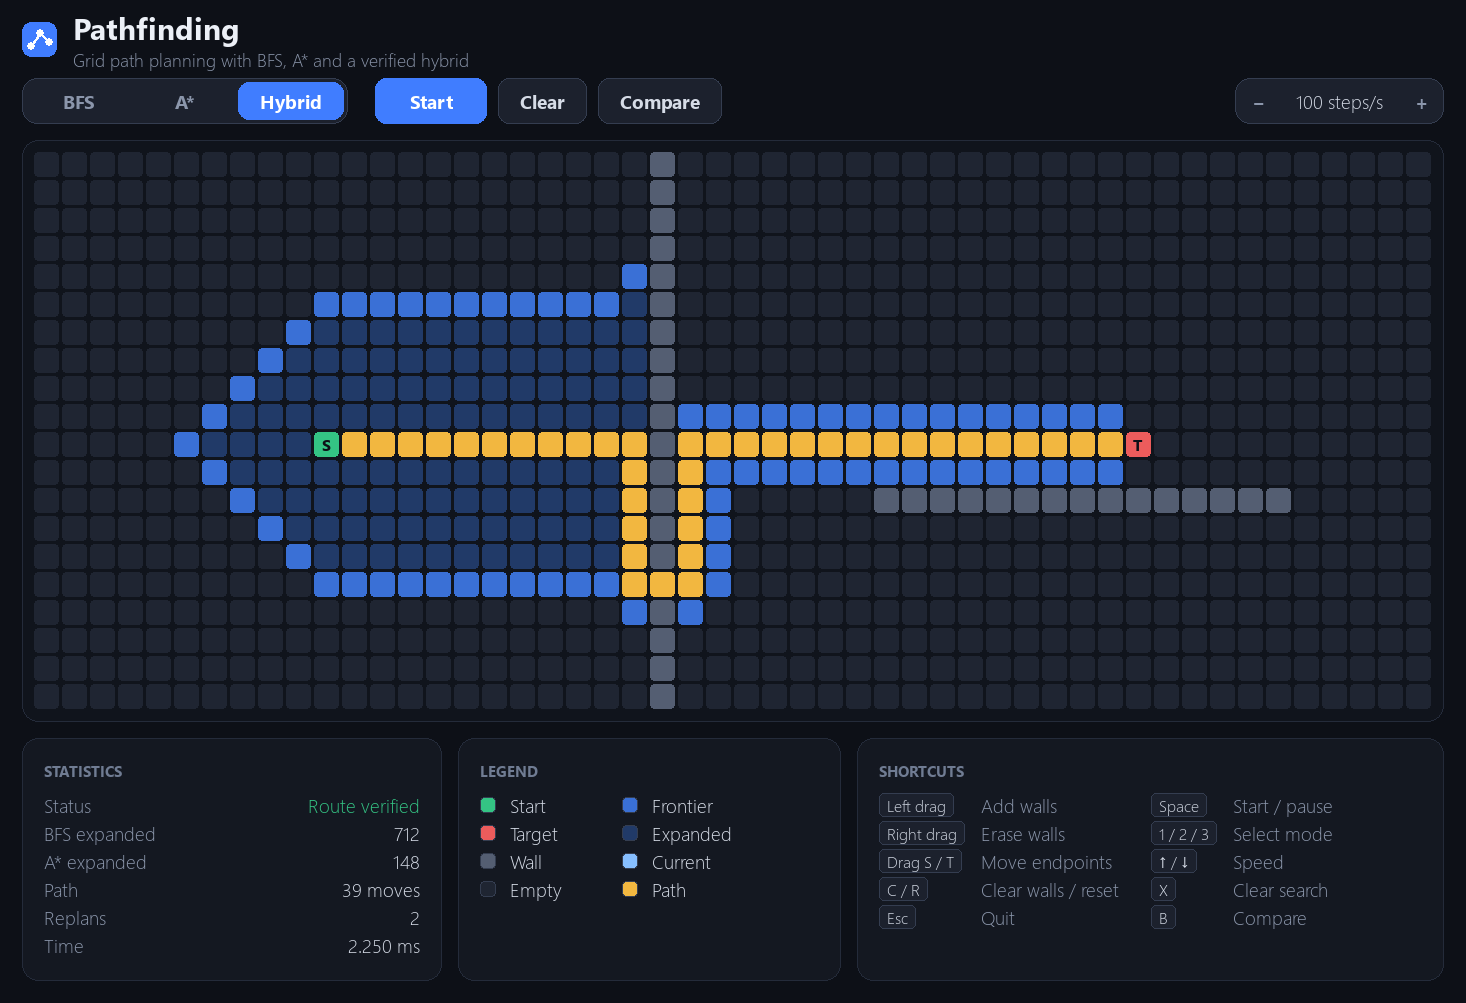 Pathfinding
Grid path planning with BFS, A* and a verified hybrid
BFS A* Hybrid Start Clear Compare − 100 steps/s +
S T
STATISTICS
Status Route verified
BFS expanded 712
A* expanded 148
Path 39 moves
Replans 2
Time 2.250 ms
LEGEND
Start Frontier
Target Expanded
Wall Current
Empty Path
SHORTCUTS
Left drag Add walls Space Start / pause
Right drag Erase walls 1 / 2 / 3 Select mode
Drag S / T Move endpoints ↑ / ↓ Speed
C / R Clear walls / reset X Clear search
Esc Quit B Compare